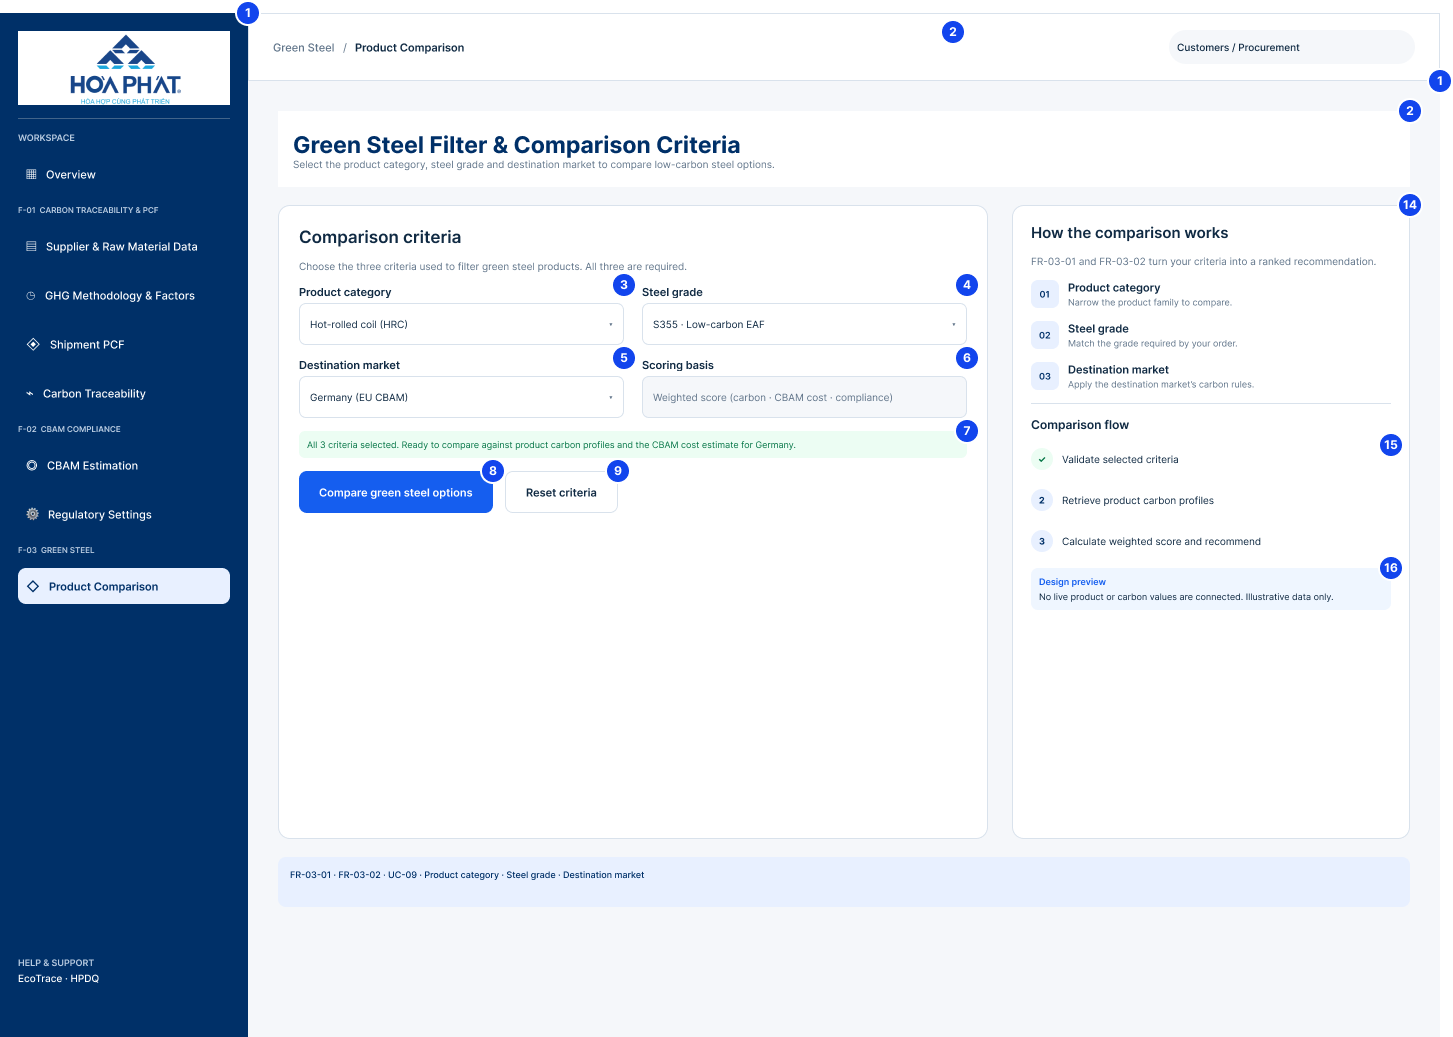 1
2
Green Steel / Product Comparison
Customers / Procurement
1
HÒA PHÁT
HÒA HỢP CÙNG PHÁT TRIỂN
WORKSPACE
Overview
F-01 CARBON TRACEABILITY & PCF
Supplier & Raw Material Data
GHG Methodology & Factors
Shipment PCF
Carbon Traceability
F-02 CBAM COMPLIANCE
CBAM Estimation
Regulatory Settings
F-03 GREEN STEEL
Product Comparison
HELP & SUPPORT
EcoTrace · HPDQ
2
Green Steel Filter & Comparison Criteria
Select the product category, steel grade and destination market to compare low-carbon steel options.
Comparison criteria
Choose the three criteria used to filter green steel products. All three are required.
Product category
3
Hot-rolled coil (HRC)
Steel grade
4
S355 · Low-carbon EAF
Destination market
5
Germany (EU CBAM)
Scoring basis
6
Weighted score (carbon · CBAM cost · compliance)
7
All 3 criteria selected. Ready to compare against product carbon profiles and the CBAM cost estimate for Germany.
8
Compare green steel options
9
Reset criteria
14
How the comparison works
FR-03-01 and FR-03-02 turn your criteria into a ranked recommendation.
01
Product category
Narrow the product family to compare.
02
Steel grade
Match the grade required by your order.
03
Destination market
Apply the destination market's carbon rules.
Comparison flow
15
Validate selected criteria
2 Retrieve product carbon profiles
3 Calculate weighted score and recommend
16
Design preview
No live product or carbon values are connected. Illustrative data only.
FR-03-01 · FR-03-02 · UC-09 · Product category · Steel grade · Destination market